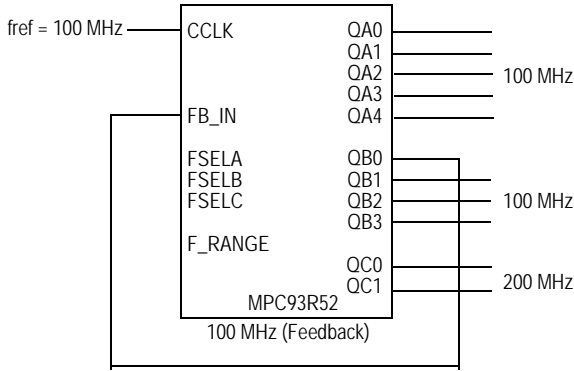 fref = 100 MHz
CCLK
QA0
QA1
QA2
100 MHz
QA3
FB_IN
QA4
FSELA
QB0
FSELB
QB1
FSELC
QB2
100 MHz
QB3
F_RANGE
QC0
QC1
200 MHz
MPC93R52
100 MHz (Feedback)